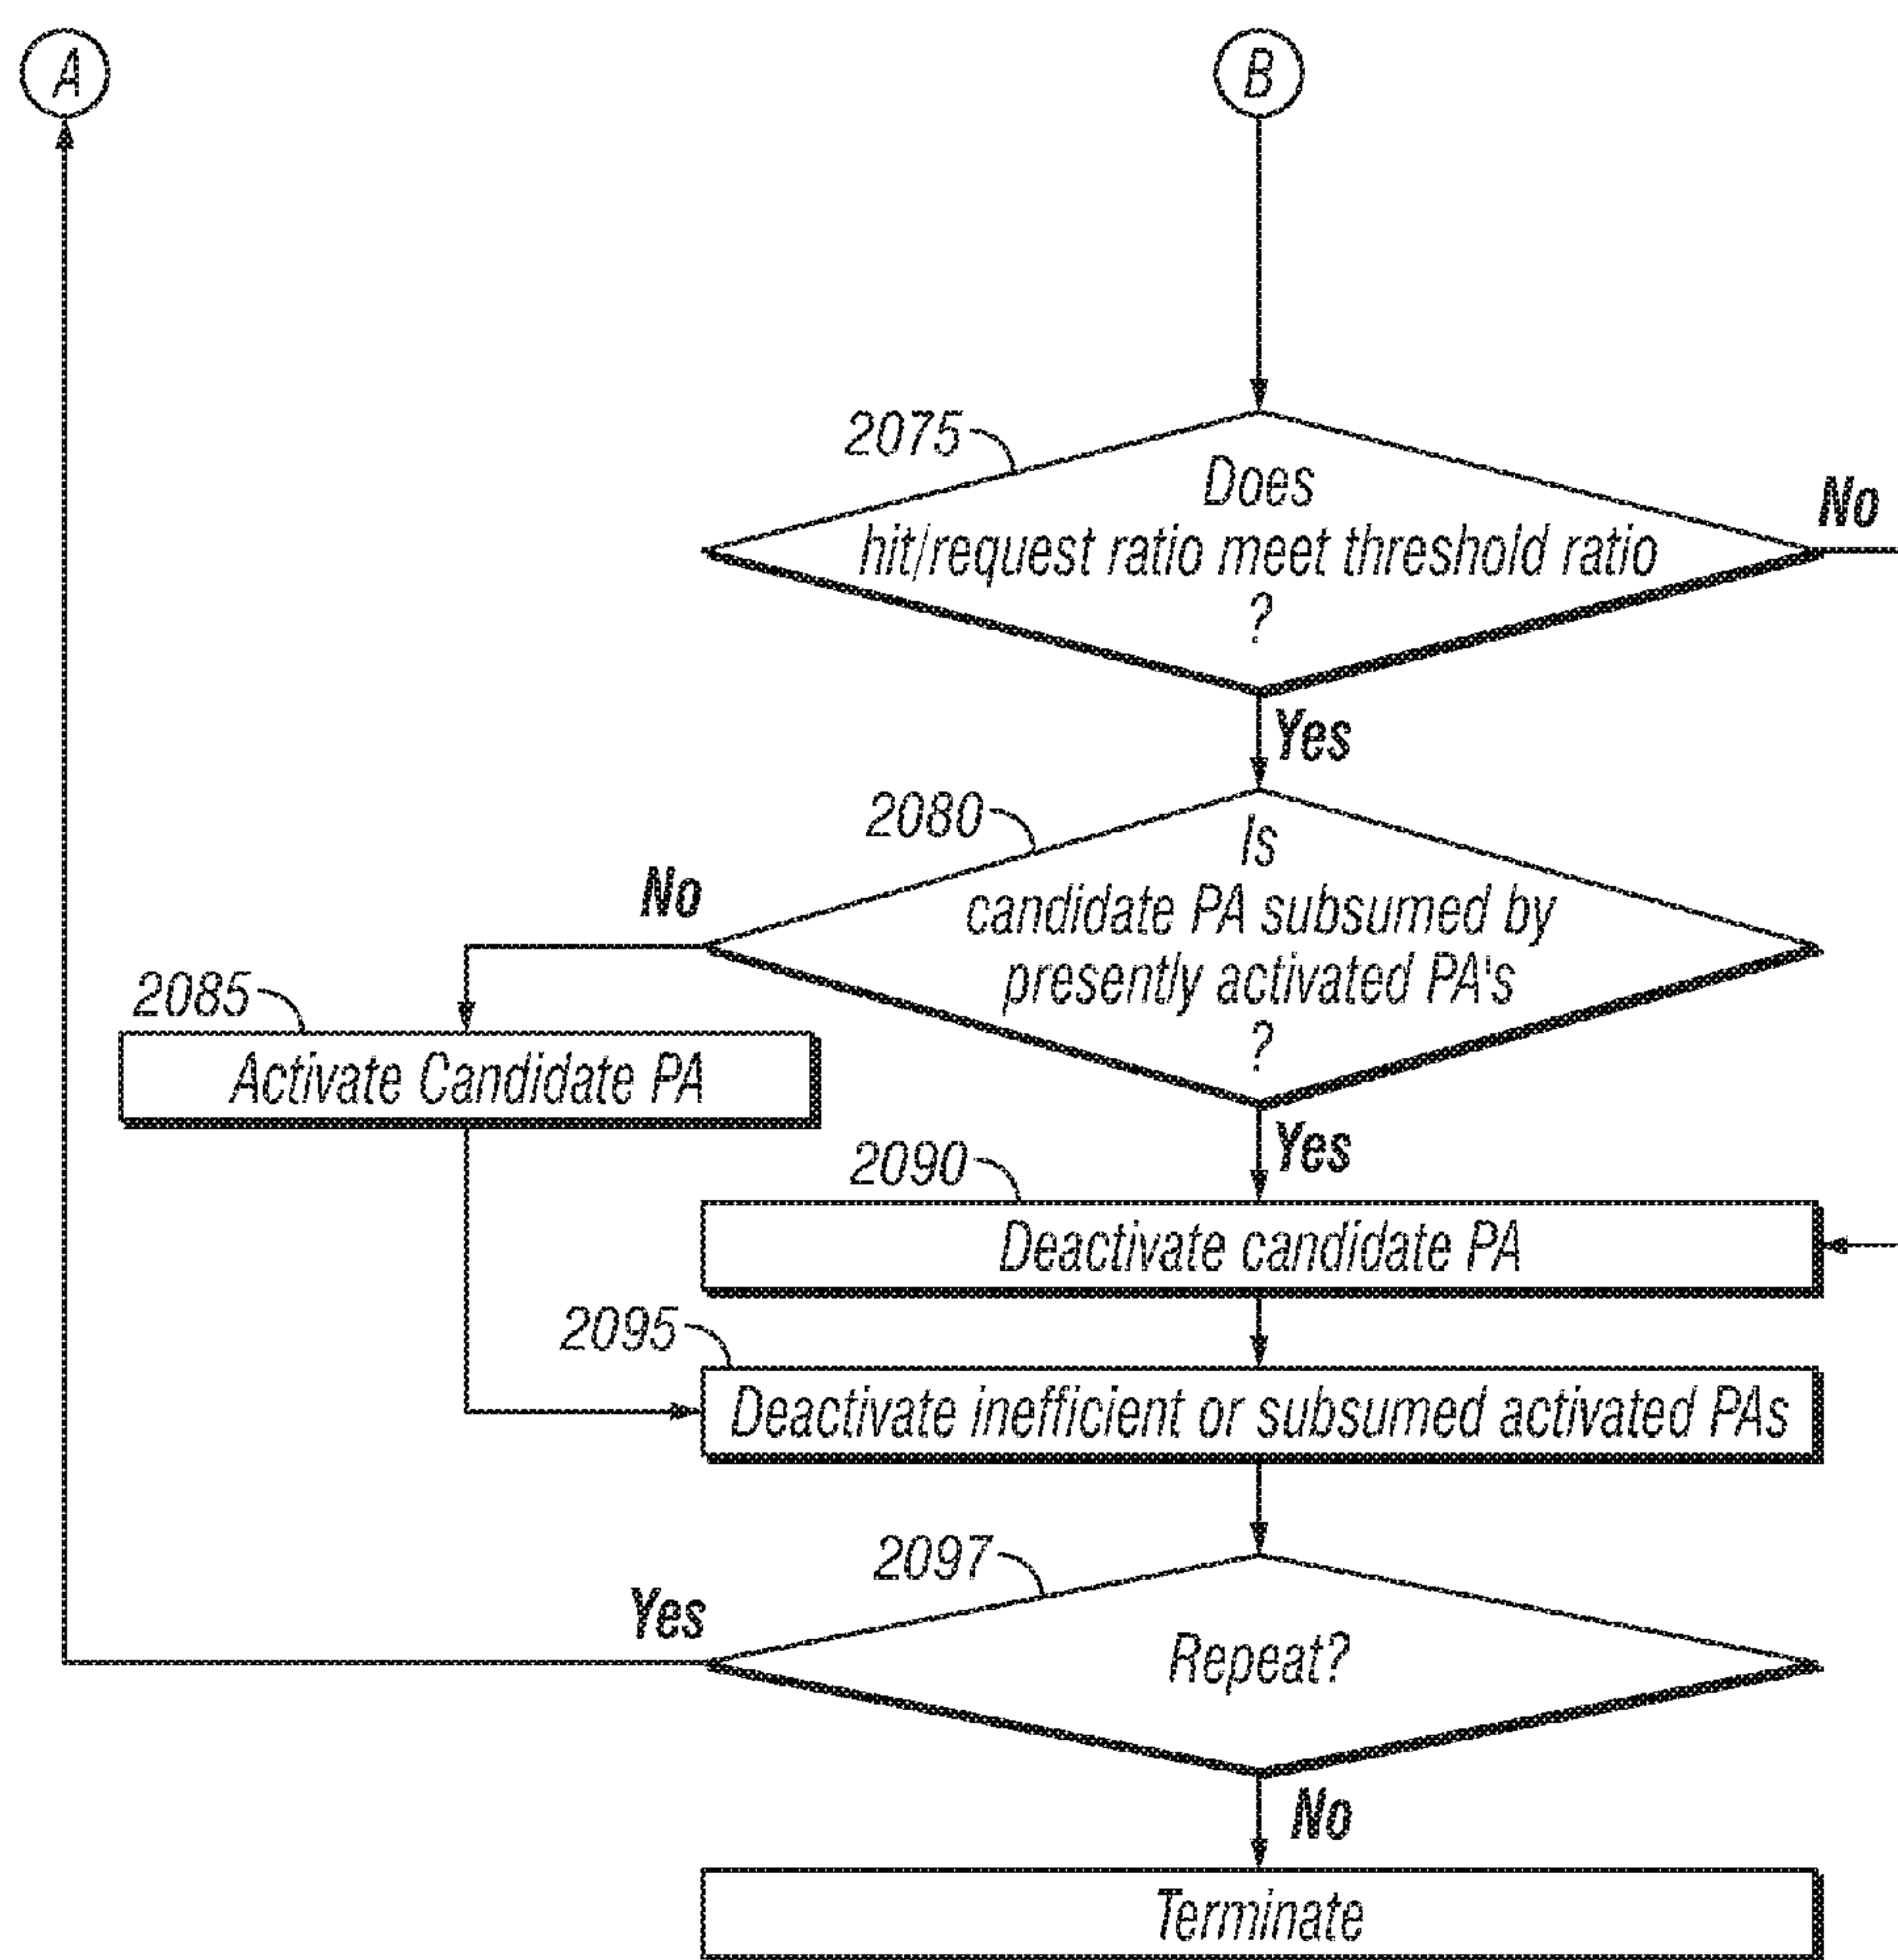 A
B
2075
Does
hit/request ratio meet threshold ratio
?
No
Yes
2080
Is
candidate PA subsumed by
presently activated PA's
?
No
2085
Activate Candidate PA
Yes
2090
Deactivate candidate PA
2095
Deactivate inefficient or subsumed activated PAs
2097
Yes
Repeat?
No
Terminate